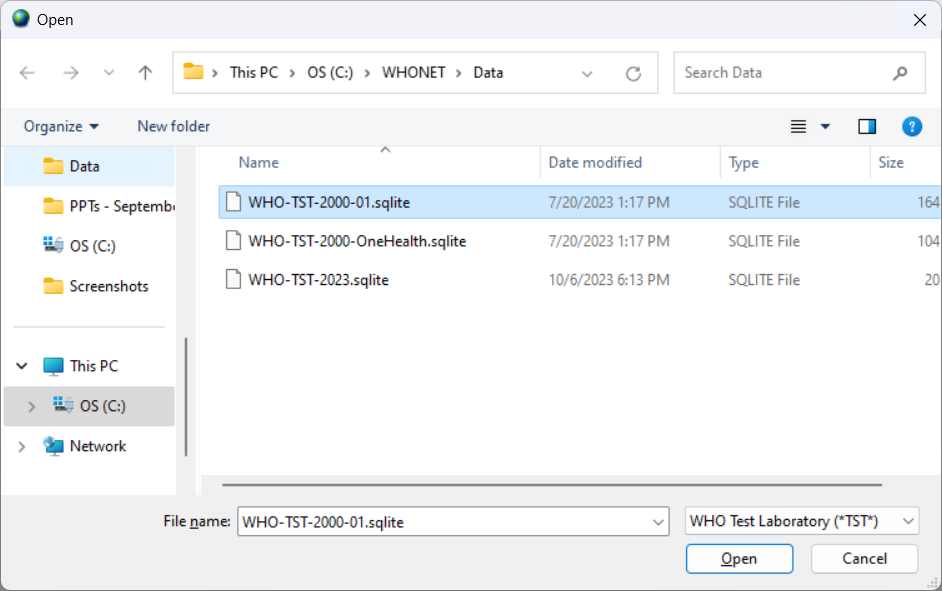 Open
This PC > OS (C:) > WHONET > Data
Search Data
Organize
New folder
Name
Date modified
Type
Size
Data
PPTs - Septemb
OS (C:)
Screenshots
This PC
OS (C:)
Network
WHO-TST-2000-01.sqlite 7/20/2023 1:17 PM SQLITE File 164
WHO-TST-2000-OneHealth.sqlite 7/20/2023 1:17 PM SQLITE File 104
WHO-TST-2023.sqlite 10/6/2023 6:13 PM SQLITE File 20
File name: WHO-TST-2000-01.sqlite
WHO Test Laboratory (*TST*)
Open
Cancel